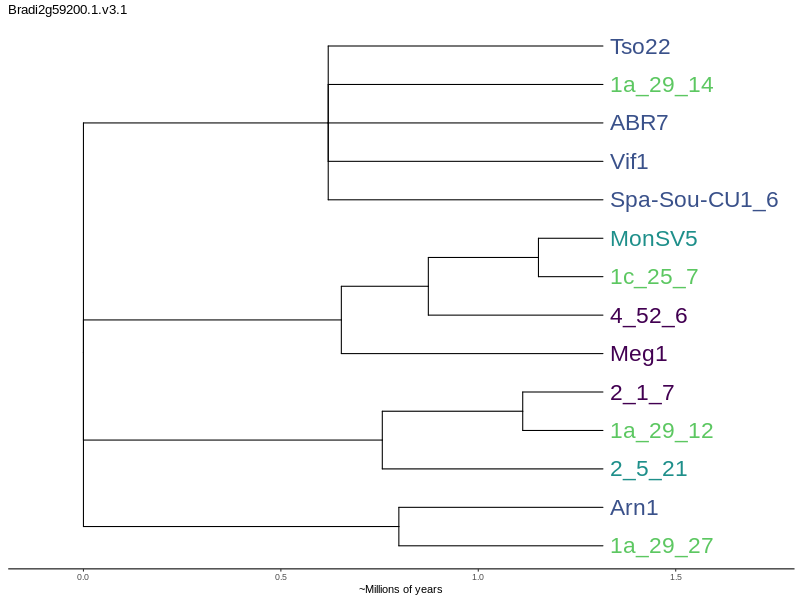 Bradi2g59200.1.v3.1
Tso22
1a_29_14
ABR7
Vif1
Spa-Sou-CU1_6
MonSV5
1c_25_7
4_52_6
Meg1
2_1_7
1a_29_12
2_5_21
Arn1
1a_29_27
0.0 0.5 1.0 1.5
~Millions of years